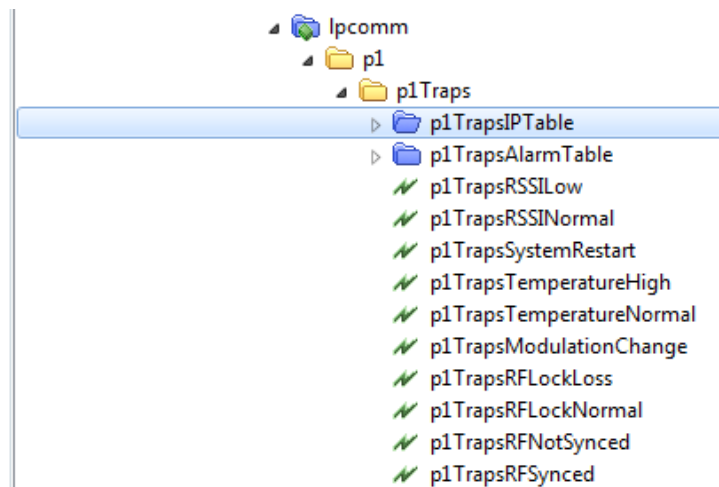 lpcomm
p1
p1Traps
p1TrapsIPTable
p1TrapsAlarmTable
p1TrapsRSSILow
p1TrapsRSSINormal
p1TrapsSystemRestart
p1TrapsTemperatureHigh
p1TrapsTemperatureNormal
p1TrapsModulationChange
p1TrapsRFLockLoss
p1TrapsRFLockNormal
p1TrapsRFNotSynced
p1TrapsRFSynced